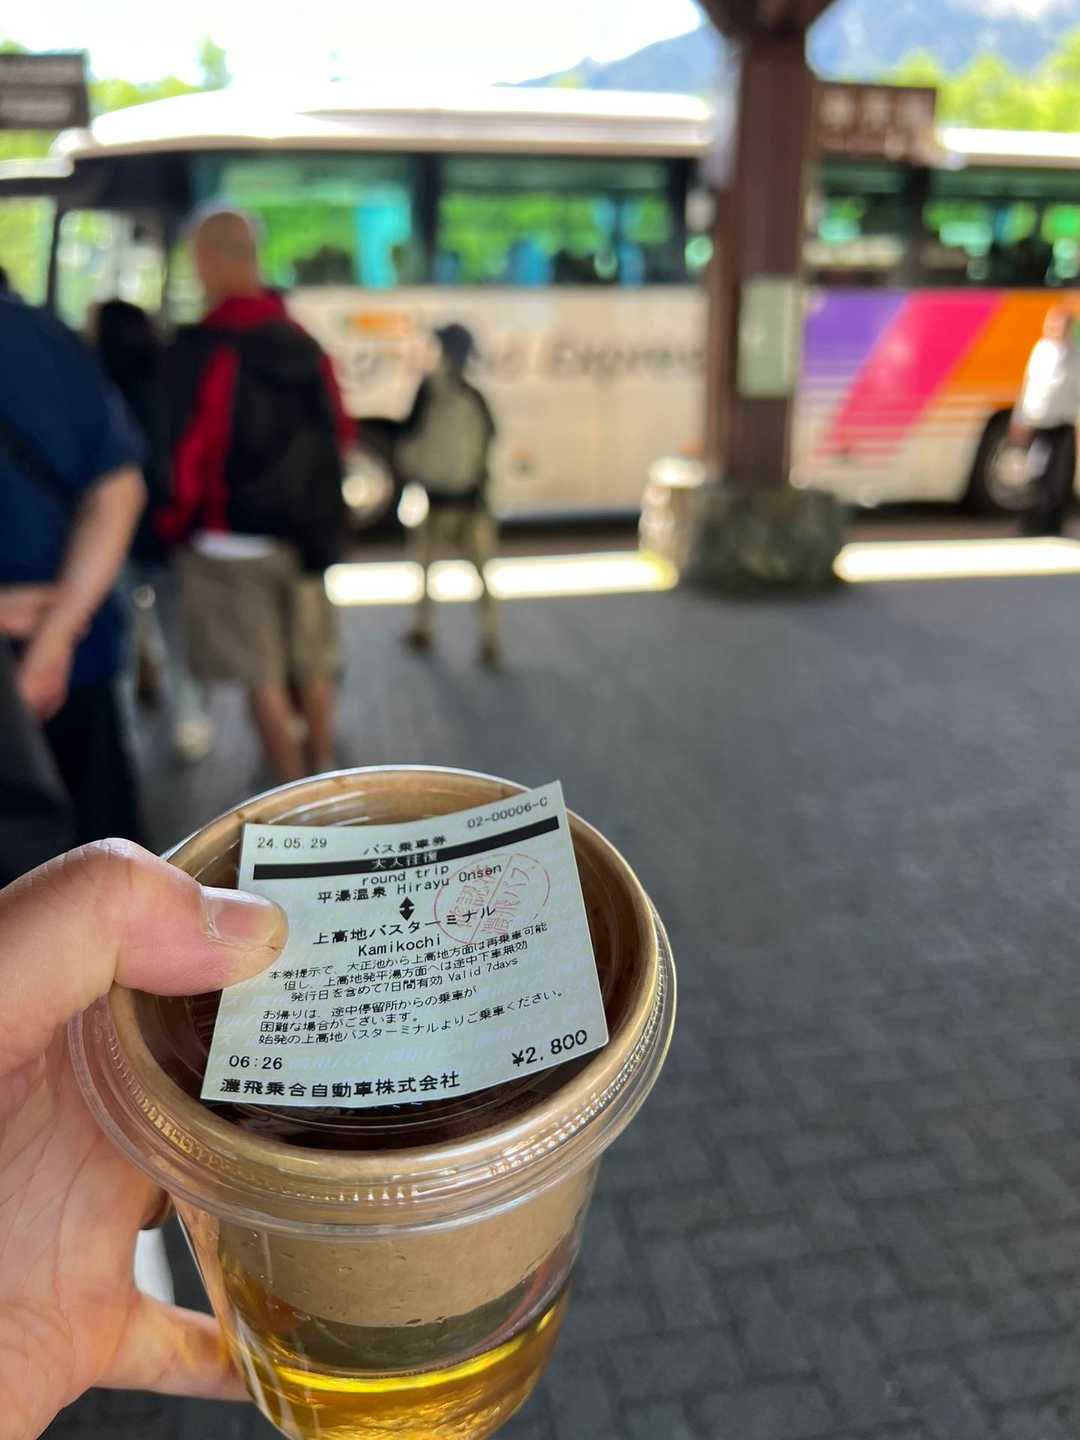 Express
24.05.29
02-00006-C
バス乗車券
大人往復
round trip
平湯温泉 Hirayu Onsen
上高地バスターミナル
Kamikochi
本券提示で、大正池から上高地方面は再乗車可能
但し、上高地発平湯方面へは途中下車無効
発行日を含めて7日間有効 Valid 7days
お帰りは、途中停留所からの乗車が
困難な場合がございます。
始発の上高地バスターミナルよりご乗車ください。
06:26
¥2,800
濃飛乗合自動車株式会社
濃飛バス